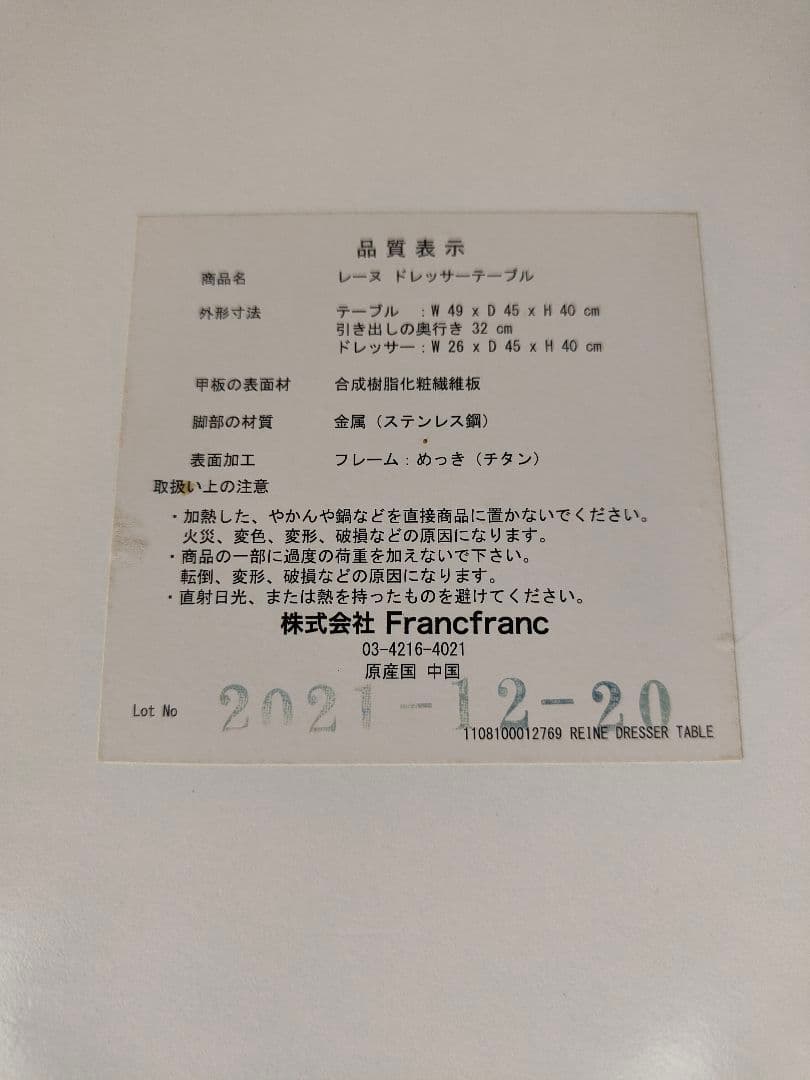 品質表示
商品名 レーヌ ドレッサーテーブル
外形寸法 テーブル :W 49 x D 45 x H 40 cm
引き出しの奥行き 32 cm
ドレッサー:W 26 x D 45 x H 40 cm
甲板の表面材 合成樹脂化粧繊維板
脚部の材質 金属(ステンレス鋼)
表面加工 フレーム:めっき(チタン)
取扱い上の注意
・加熱した、やかんや鍋などを直接商品に置かないでください。
火災、変色、変形、破損などの原因になります。
・商品の一部に過度の荷重を加えないで下さい。
転倒、変形、破損などの原因になります。
・直射日光、または熱を持ったものを避けてください。
株式会社 Francfranc
03-4216-4021
原産国 中国
Lot No 2021-12-20
1108100012769 REINE DRESSER TABLE